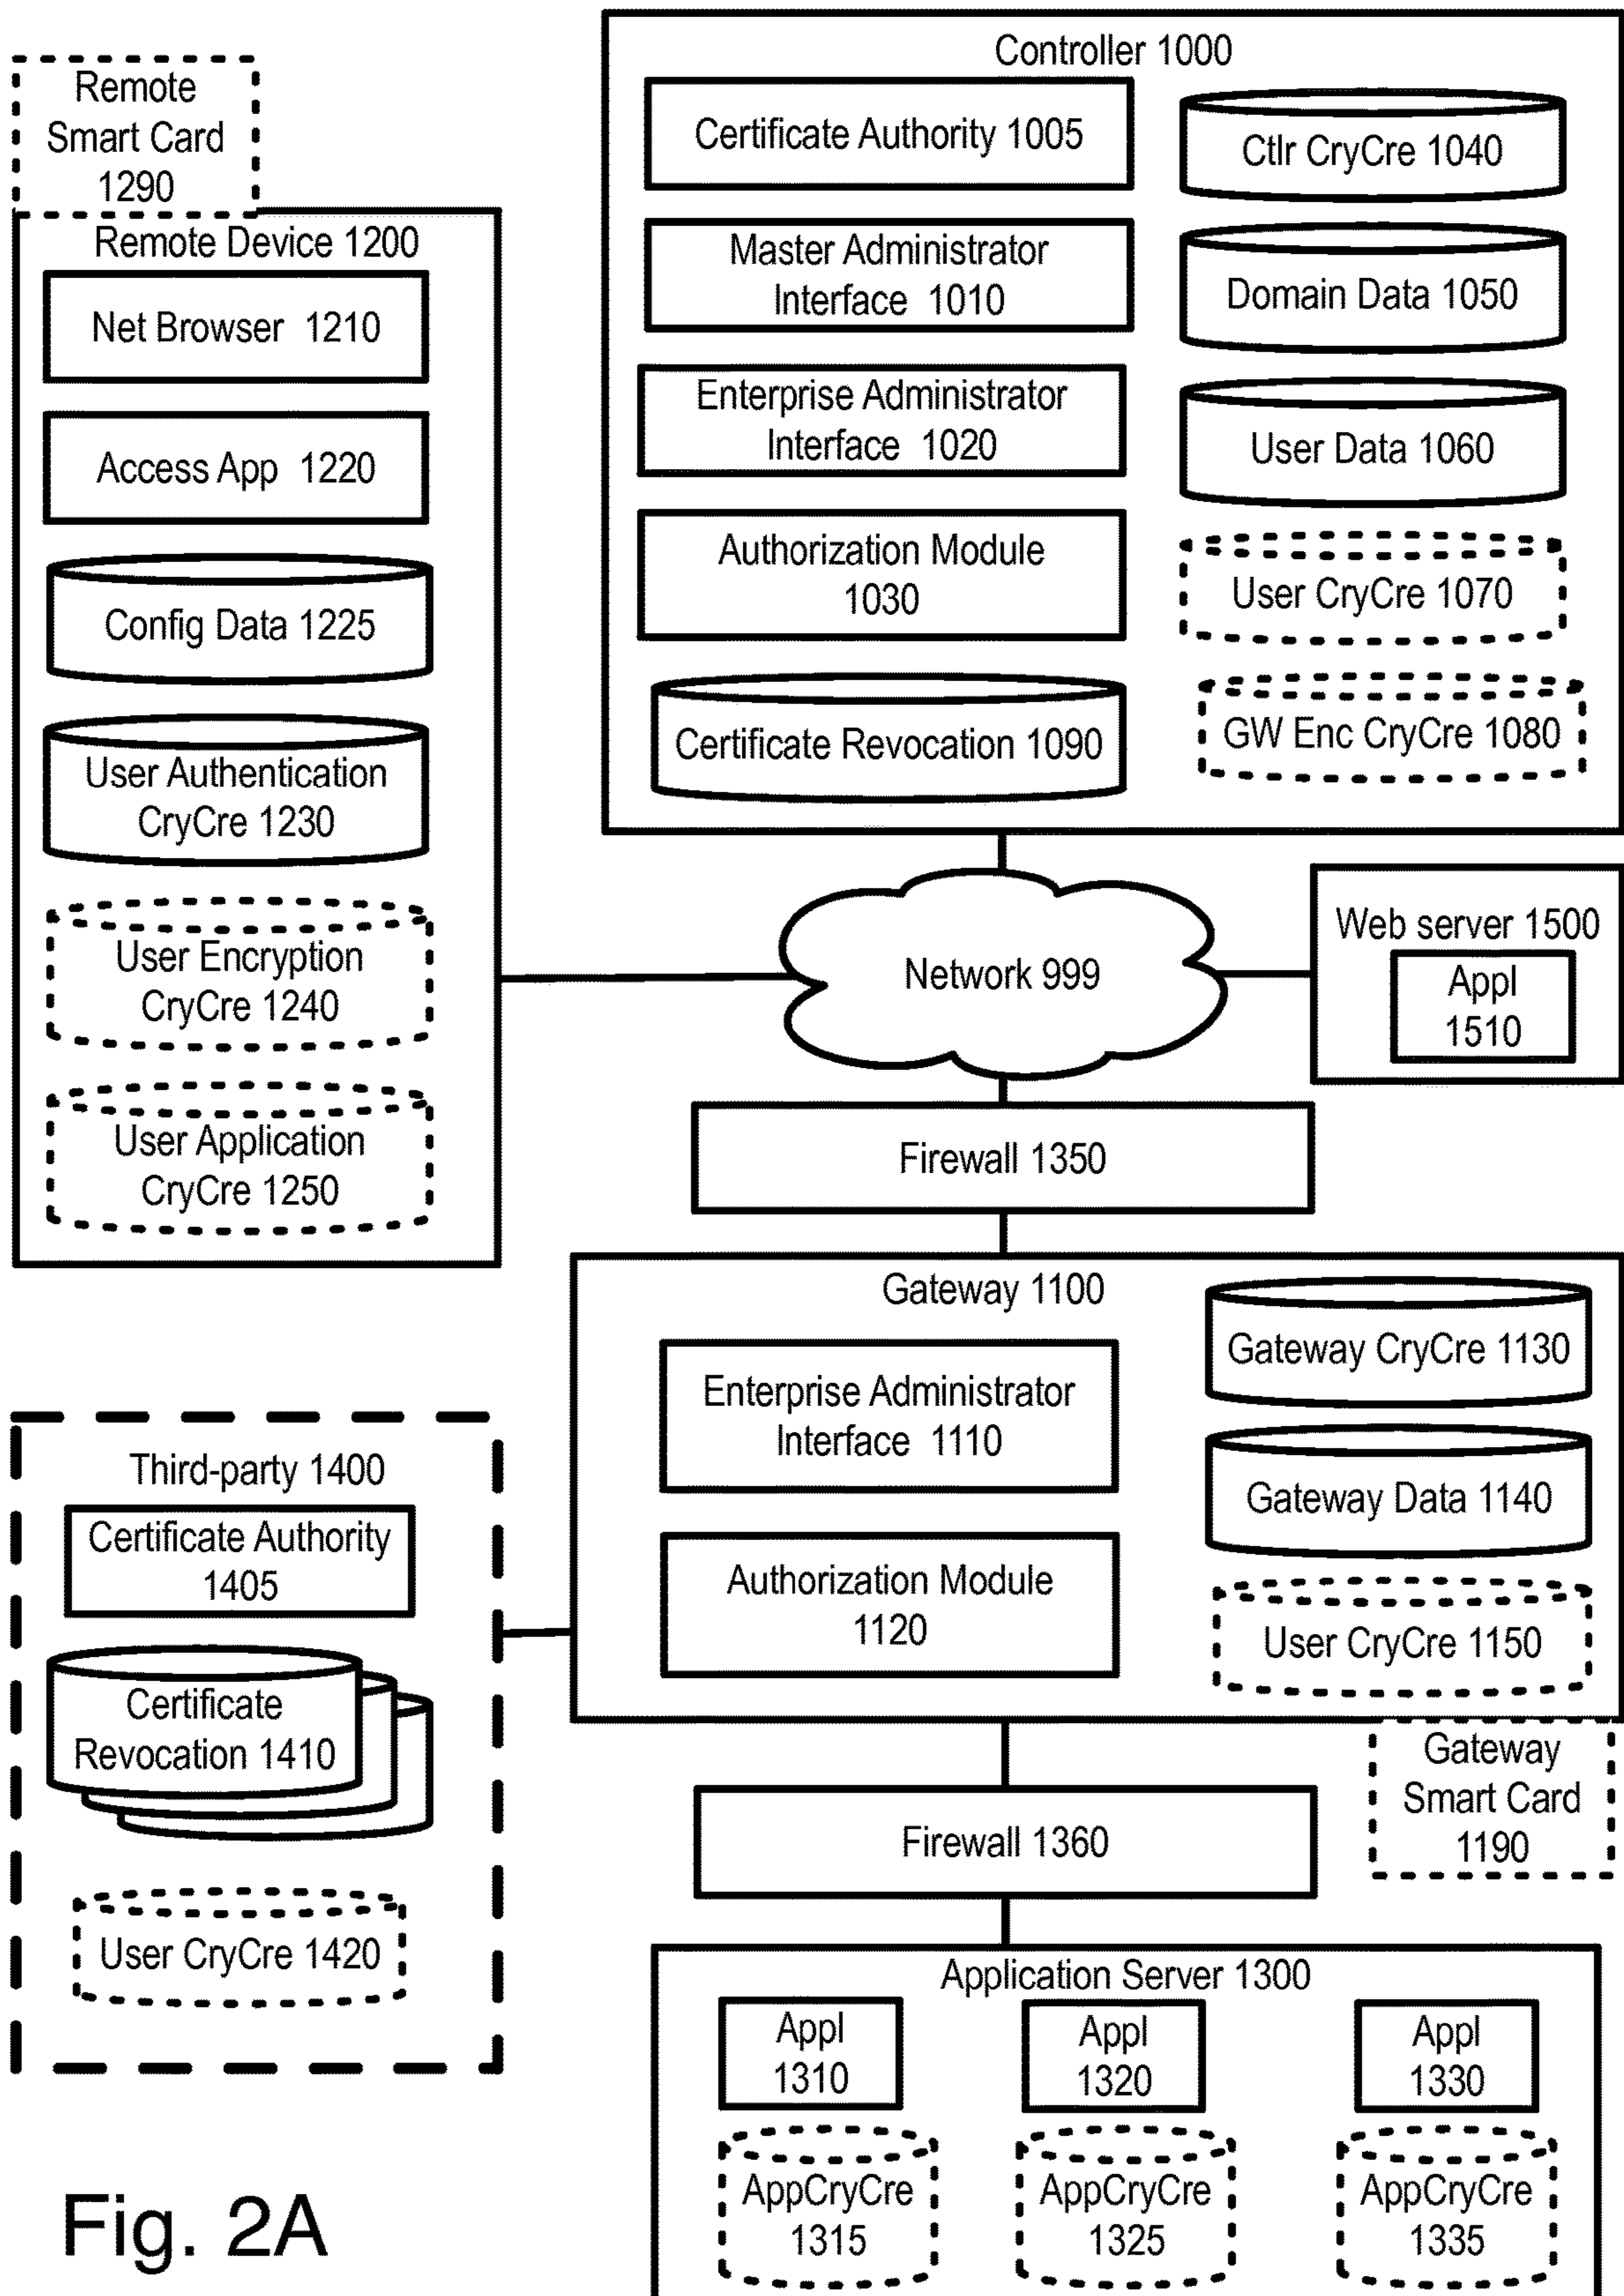 Remote
Smart Card
1290
Remote Device 1200
Net Browser 1210
Access App 1220
Config Data 1225
User Authentication
CryCre 1230
User Encryption
CryCre 1240
User Application
CryCre 1250
Controller 1000
Certificate Authority 1005
Master Administrator
Interface 1010
Enterprise Administrator
Interface 1020
Authorization Module
1030
Certificate Revocation 1090
Ctlr CryCre 1040
Domain Data 1050
User Data 1060
User CryCre 1070
GW Enc CryCre 1080
Network 999
Web server 1500
Appl
1510
Firewall 1350
Gateway 1100
Enterprise Administrator
Interface 1110
Authorization Module
1120
Gateway CryCre 1130
Gateway Data 1140
User CryCre 1150
Gateway
Smart Card
1190
Third-party 1400
Certificate Authority
1405
Certificate
Revocation 1410
User CryCre 1420
Firewall 1360
Application Server 1300
Appl
1310
Appl
1320
Appl
1330
AppCryCre
1315
AppCryCre
1325
AppCryCre
1335
Fig. 2A